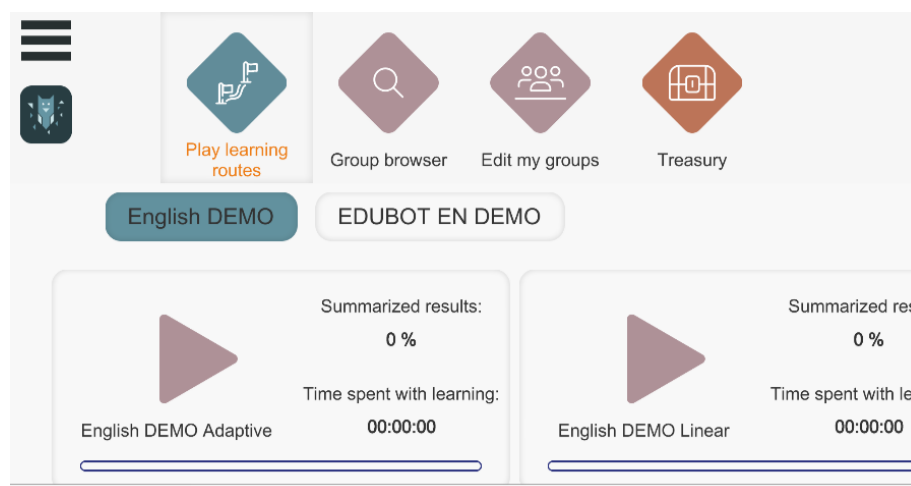 Play learning
routes
Group browser
Edit my groups
Treasury
English DEMO
EDUBOT EN DEMO
Summarized results:
0 %
Time spent with learning:
00:00:00
English DEMO Adaptive
Summarized res
0 %
Time spent with le
00:00:00
English DEMO Linear